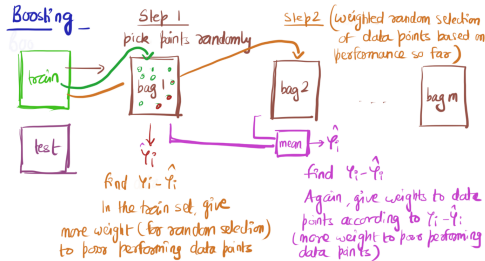 Boosting
Step 1
pick points randomly
Step 2 (weighted random selection
of data points based on
performance so far)
train
bag 1
bag 2
. . .
bag m
test
Ŷi
mean
Ŷi
find Yi - Ŷi
In the train set, give
more weight (for random selection)
to poor performing data points
find Yi - Ŷi
Again, give weights to data
points according to Yi - Ŷi
(more weight to poor performing
data points)